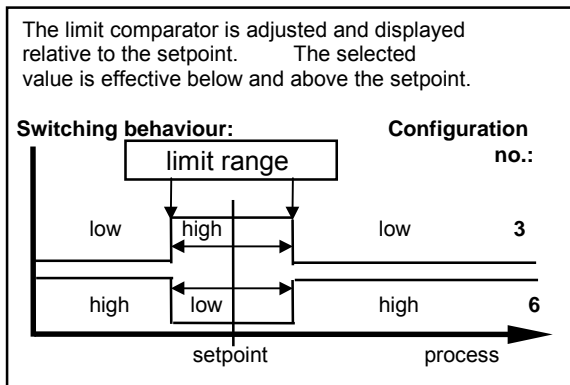 The limit comparator is adjusted and displayed
relative to the setpoint. The selected
value is effective below and above the setpoint.
Switching behaviour: Configuration
no.:
limit range
low high low 3
high low high 6
setpoint process